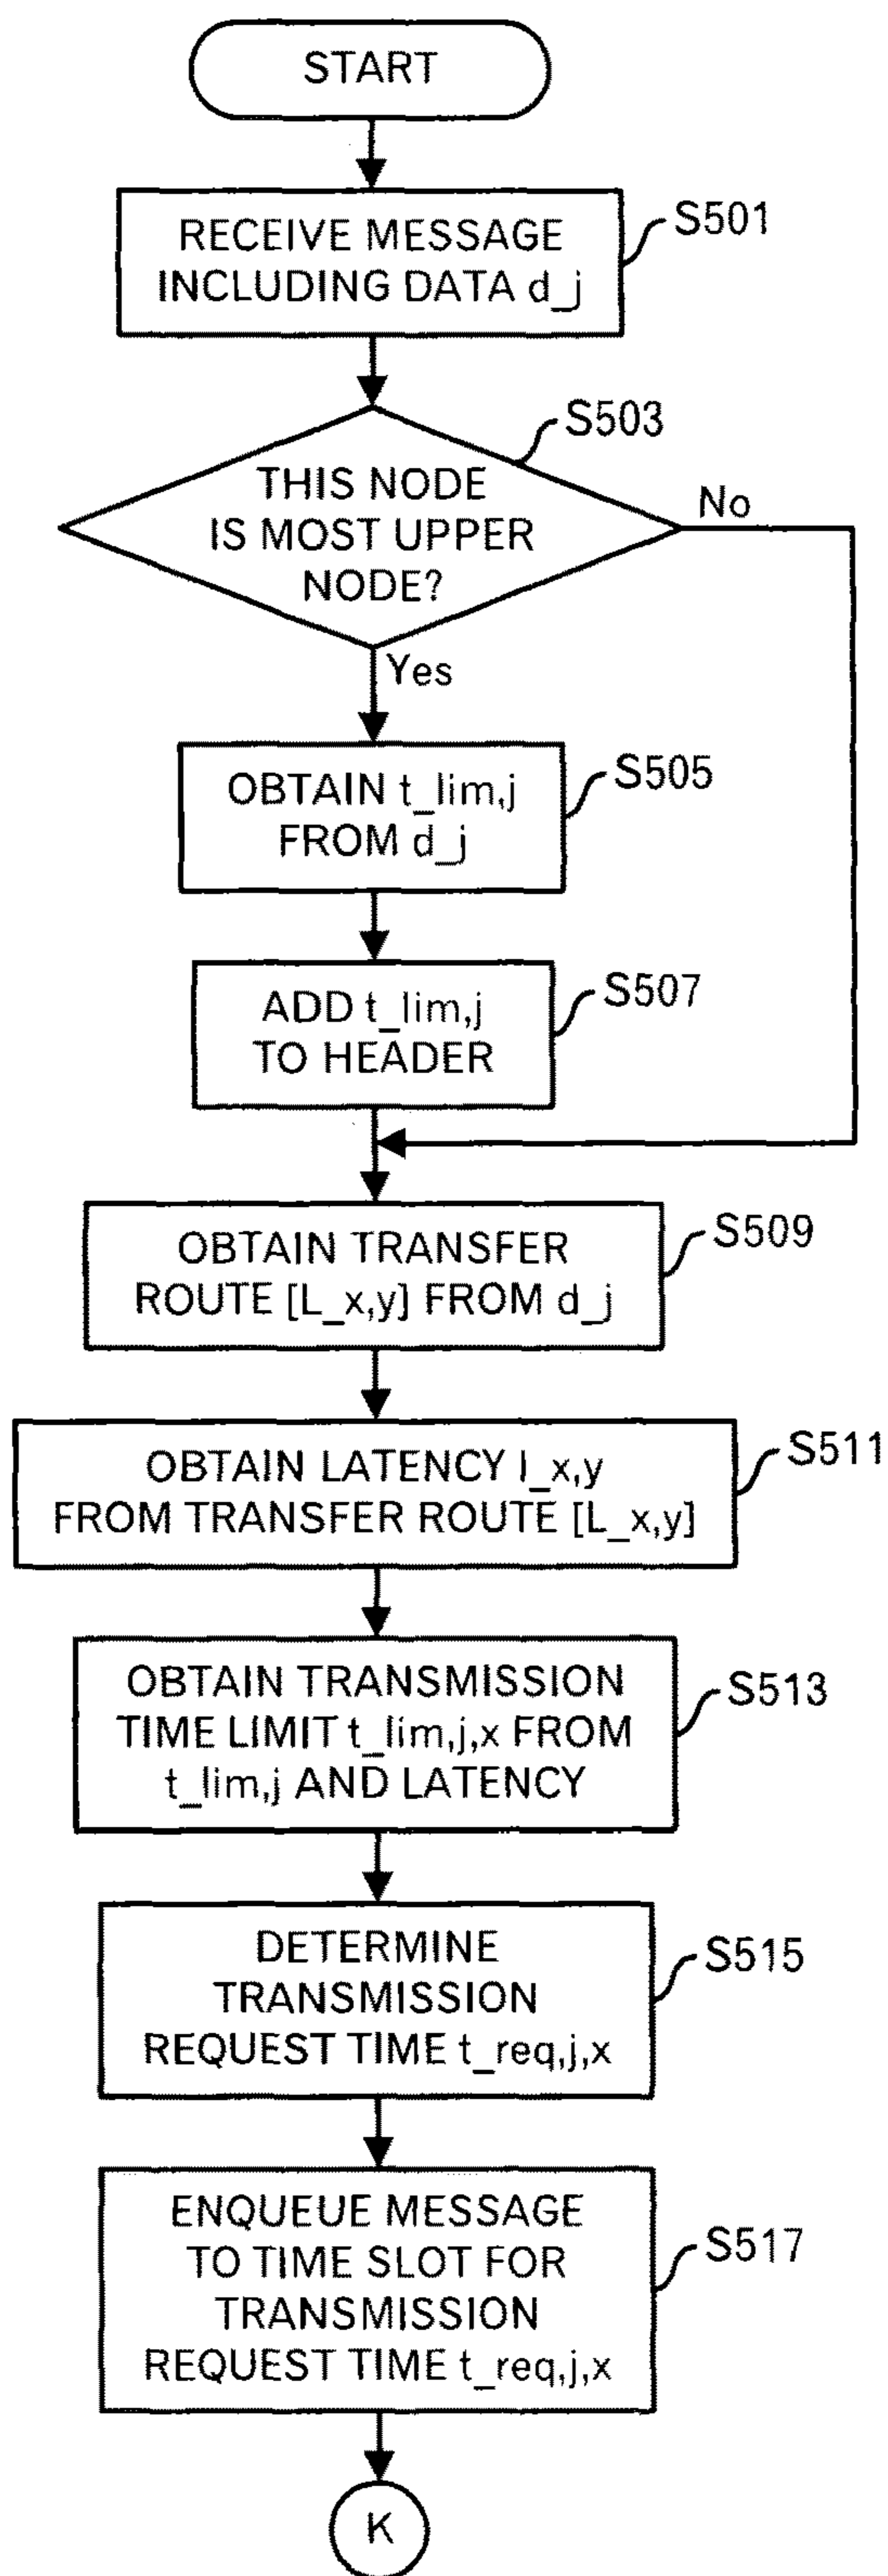 START
RECEIVE MESSAGE
INCLUDING DATA d_j
S501
THIS NODE
IS MOST UPPER
NODE?
S503
No
Yes
OBTAIN t_lim,j
FROM d_j
S505
ADD t_lim,j
TO HEADER
S507
OBTAIN TRANSFER
ROUTE [L_x,y] FROM d_j
S509
OBTAIN LATENCY l_x,y
FROM TRANSFER ROUTE [L_x,y]
S511
OBTAIN TRANSMISSION
TIME LIMIT t_lim,j,x FROM
t_lim,j AND LATENCY
S513
DETERMINE
TRANSMISSION
REQUEST TIME t_req,j,x
S515
ENQUEUE MESSAGE
TO TIME SLOT FOR
TRANSMISSION
REQUEST TIME t_req,j,x
S517
K